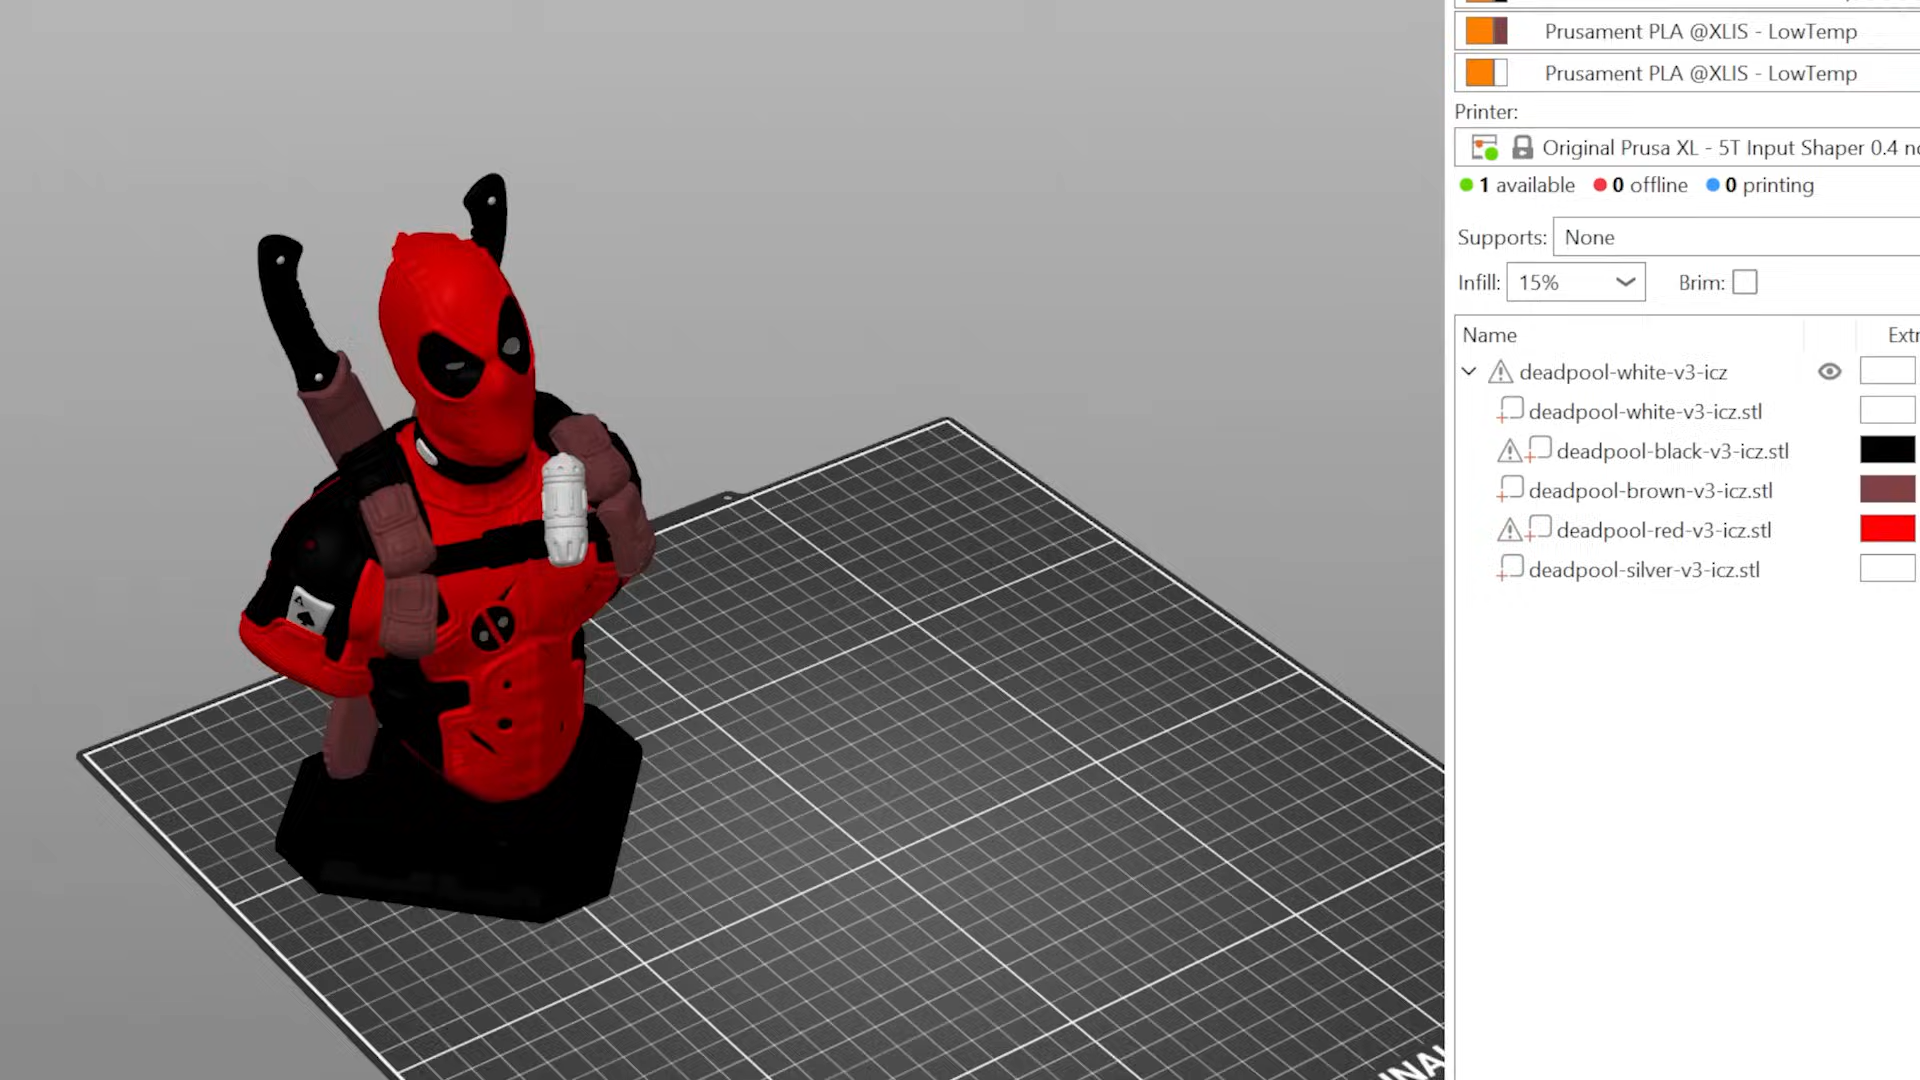 Prusament PLA @XLIS - LowTemp
Prusament PLA @XLIS - LowTemp
Printer:
Original Prusa XL - 5T Input Shaper 0.4
1 available 0 offline 0 printing
Supports: None
Infill: 15% Brim:
Name
deadpool-white-v3-icz
deadpool-white-v3-icz.stl
deadpool-black-v3-icz.stl
deadpool-brown-v3-icz.stl
deadpool-red-v3-icz.stl
deadpool-silver-v3-icz.stl
A